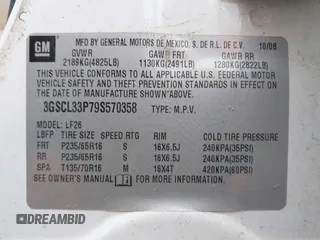 GM
MFD BY GENERAL MOTORS DE MEXICO, S. DE R.L. DE C.V. 10/08
GVWR GAWR FRT GAWR RR
2189KG(4825LB) 1130KG(2491LB) 1280KG(2822LB)
THIS VEHICLE CONFORMS TO ALL APPLICABLE U.S. FEDERAL MOTOR
VEHICLE SAFETY AND THEFT PREVENTION STANDARDS IN EFFECT ON
THE DATE OF MANUFACTURE SHOWN ABOVE.
3GSCL33P79S570358 TYPE: M.P.V.
MODEL: LF26
TIRE SIZE SPEED RTG RIM COLD TIRE PRESSURE
FRT P235/65R16 S 16X6.5J 240KPA(35PSI)
RR P235/65R16 S 16X6.5J 240KPA(35PSI)
SPA T135/70R16 M 16X4T 420KPA(60PSI)
SEE OWNER'S MANUAL FOR ADDITIONAL INFORMATION
DREAMBID